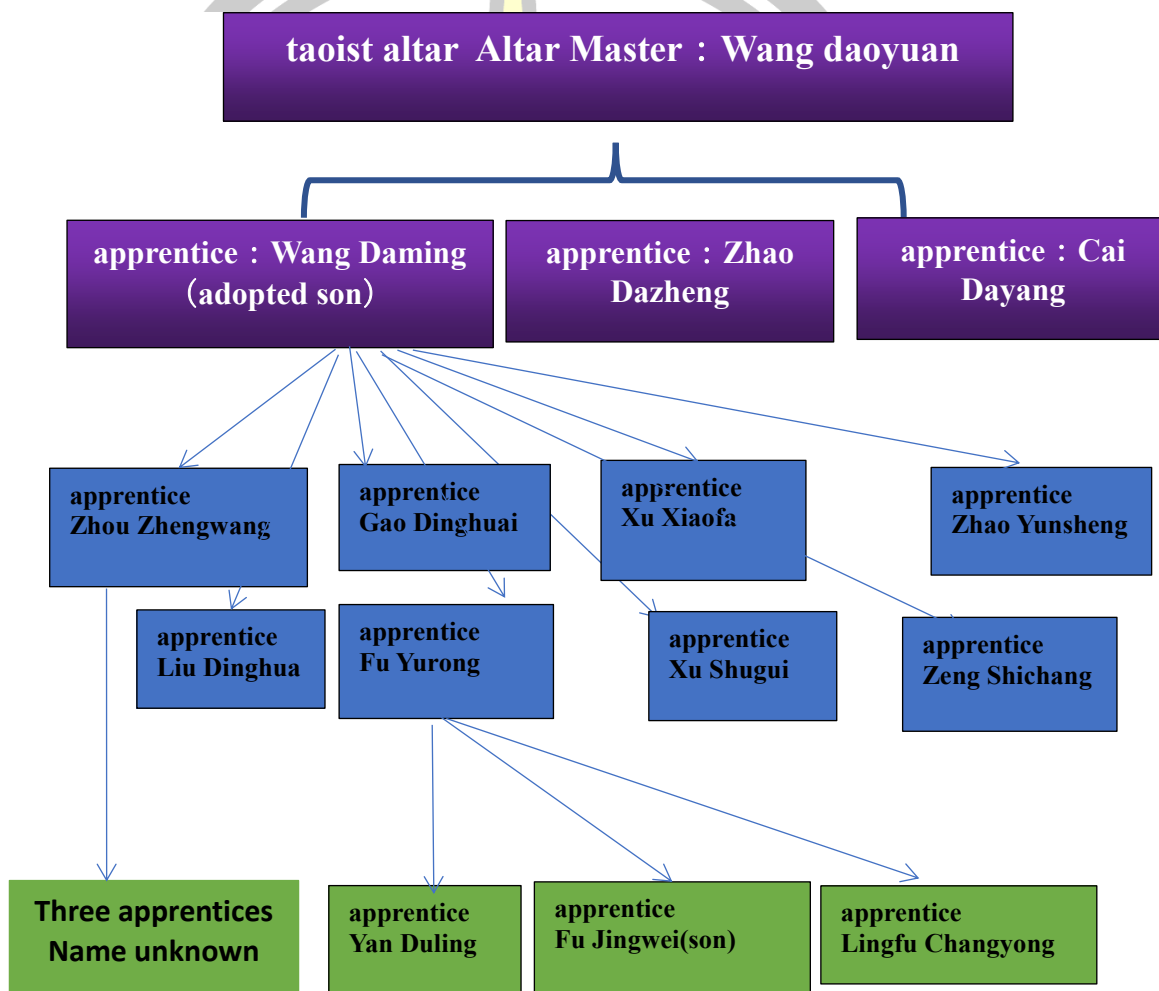 taoist altar Altar Master：Wang daoyuan
apprentice：Wang Daming
（adopted son）
apprentice：Zhao
Dazheng
apprentice：Cai
Dayang
apprentice
Zhou Zhengwang
apprentice
Gao Dinghuai
apprentice
Xu Xiaofa
apprentice
Zhao Yunsheng
apprentice
Liu Dinghua
apprentice
Fu Yurong
apprentice
Xu Shugui
apprentice
Zeng Shichang
Three apprentices
Name unknown
apprentice
Yan Duling
apprentice
Fu Jingwei(son)
apprentice
Lingfu Changyong